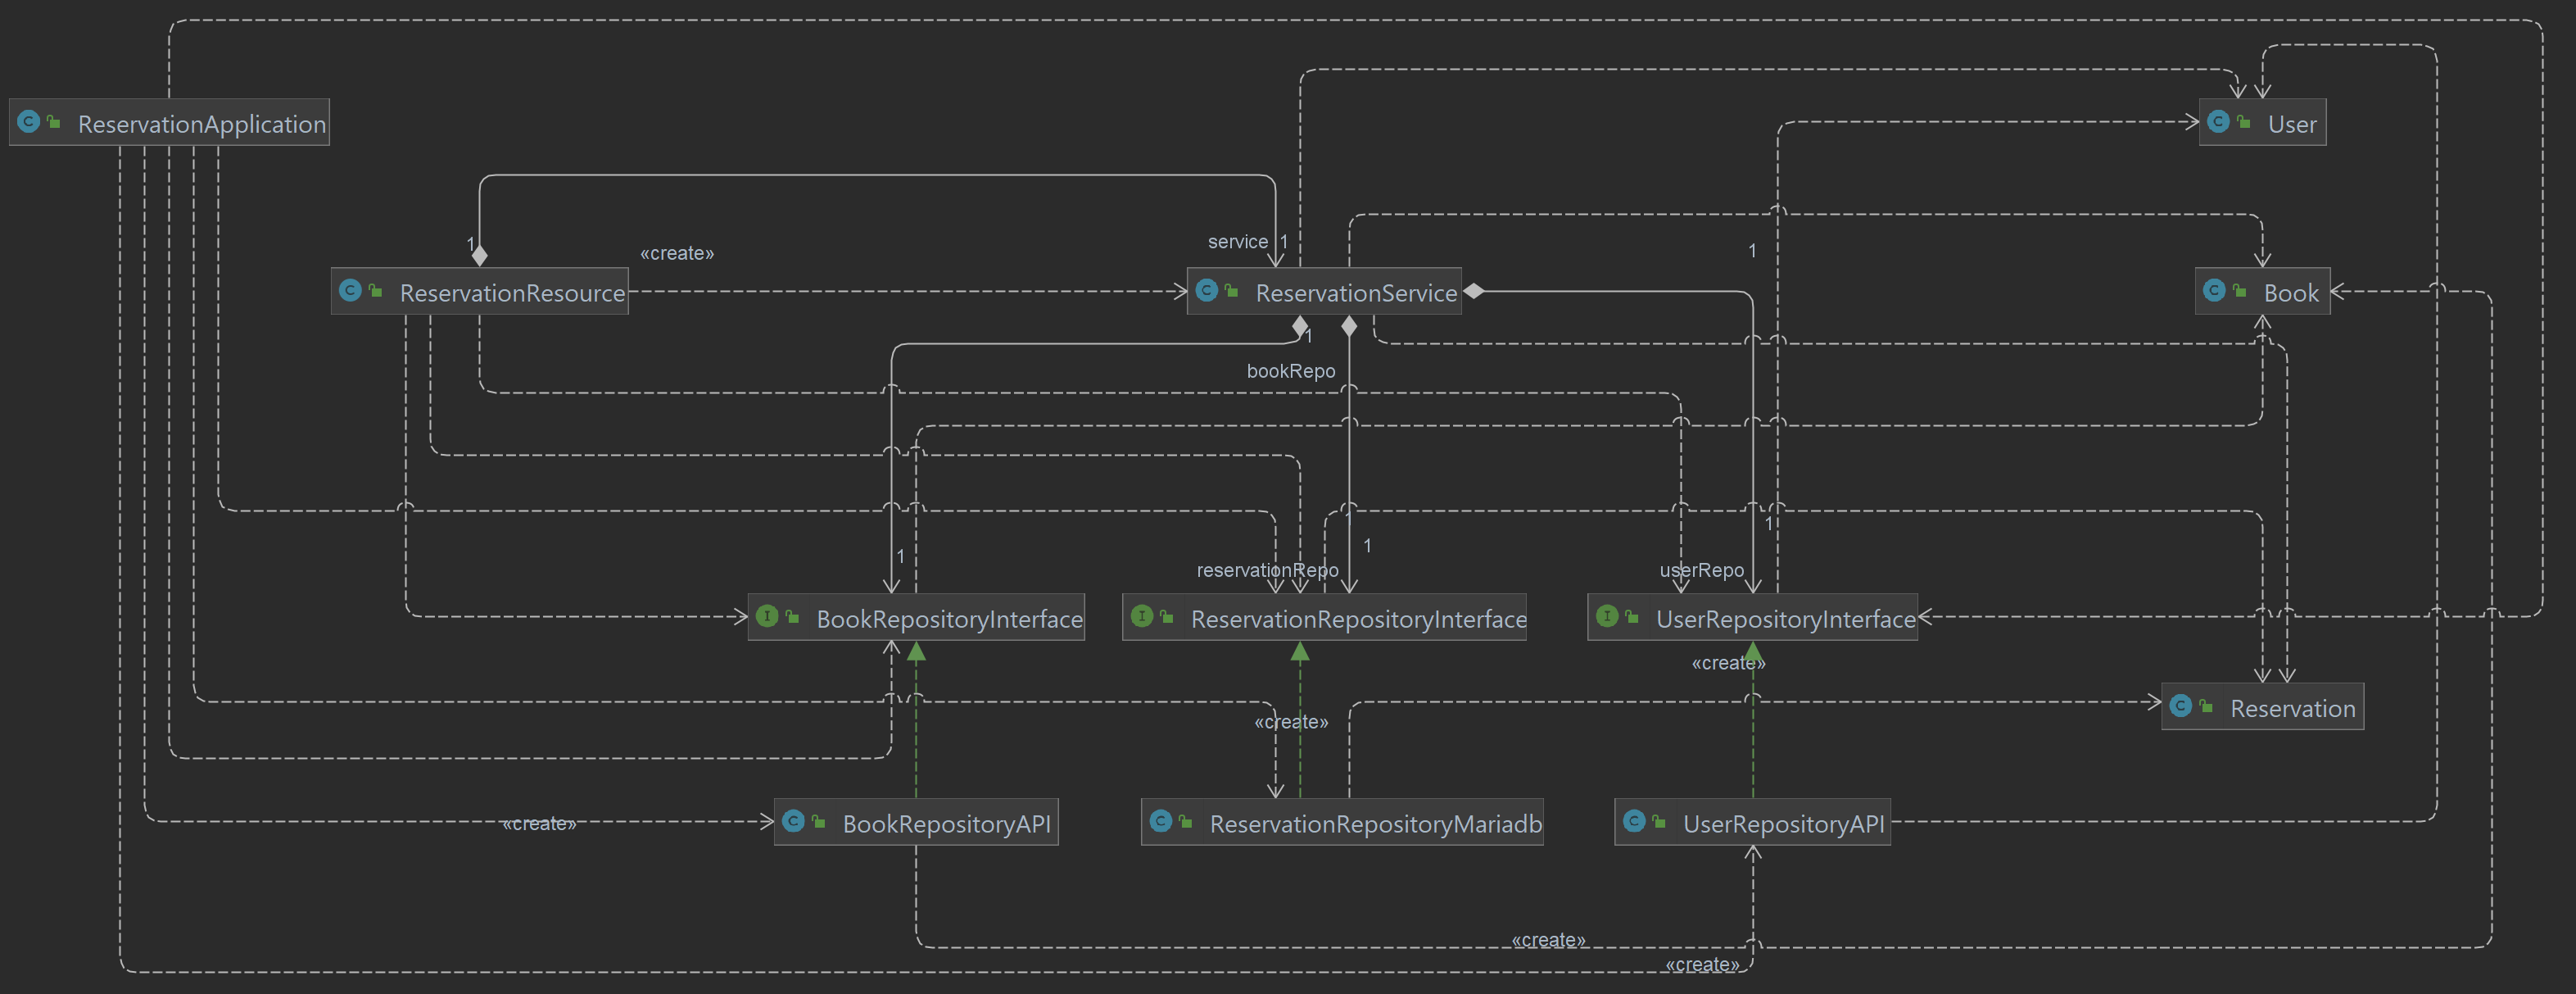 ReservationApplication
User
1
service
1
«create»
1
ReservationResource
ReservationService
Book
1
bookRepo
1
1
1
1
reservationRepo
userRepo
BookRepositoryInterface
ReservationRepositoryInterface
UserRepositoryInterface
«create»
Reservation
«create»
«create»
BookRepositoryAPI
ReservationRepositoryMariadb
UserRepositoryAPI
«create»
«create»